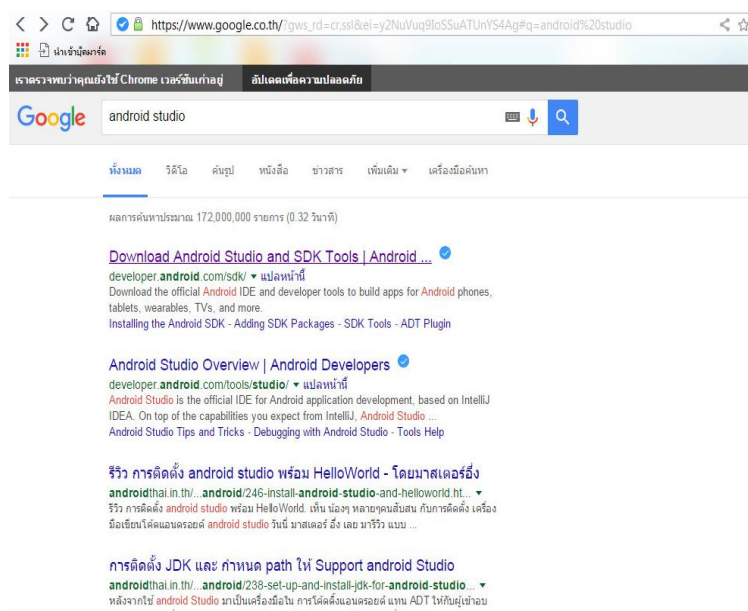 https://www.google.co.th/?gws_rd=cr,ssl&ei=y2NuVuq9IoSSuATUnYS4Ag#q=android%20studio
นำเข้าบุ๊คมาร์ค
เราตรวจพบว่าคุณยังใช้ Chrome เวอร์ชันเก่าอยู่ อัปเดตเพื่อความปลอดภัย
Google android studio
ทั้งหมด วิดีโอ ค้นรูป หนังสือ ข่าวสาร เพิ่มเติม เครื่องมือค้นหา
ผลการค้นหาประมาณ 172,000,000 รายการ (0.32 วินาที)
Download Android Studio and SDK Tools | Android ...
developer.android.com/sdk/ แปลหน้านี้
Download the official Android IDE and developer tools to build apps for Android phones,
tablets, wearables, TVs, and more.
Installing the Android SDK - Adding SDK Packages - SDK Tools - ADT Plugin
Android Studio Overview | Android Developers
developer.android.com/tools/studio/ แปลหน้านี้
Android Studio is the official IDE for Android application development, based on IntelliJ
IDEA. On top of the capabilities you expect from IntelliJ, Android Studio ...
Android Studio Tips and Tricks - Debugging with Android Studio - Tools Help
รีวิว การติดตั้ง android studio พร้อม HelloWorld - โดยมาสเตอร์อึ่ง
androidthai.in.th/...android/246-install-android-studio-and-helloworld.ht...
รีวิว การติดตั้ง android studio พร้อม HelloWorld. เห็น น้องๆ หลายๆคนสับสน กับการติดตั้ง เครื่อง
มือเขียนโค้ดแอนดรอยด์ android studio วันนี้ มาสเตอร์ อึ่ง เลย มารีวิว แบบ ...
การติดตั้ง JDK และ กำหนด path ให้ Support android Studio
androidthai.in.th/...android/238-set-up-and-install-jdk-for-android-studio...
หลังจากใช้ android Studio มาเป็นเครื่องมือใน การโค้ดดิ้งแอนดรอยด์ แทน ADT ให้กับผู้เข้าอบ